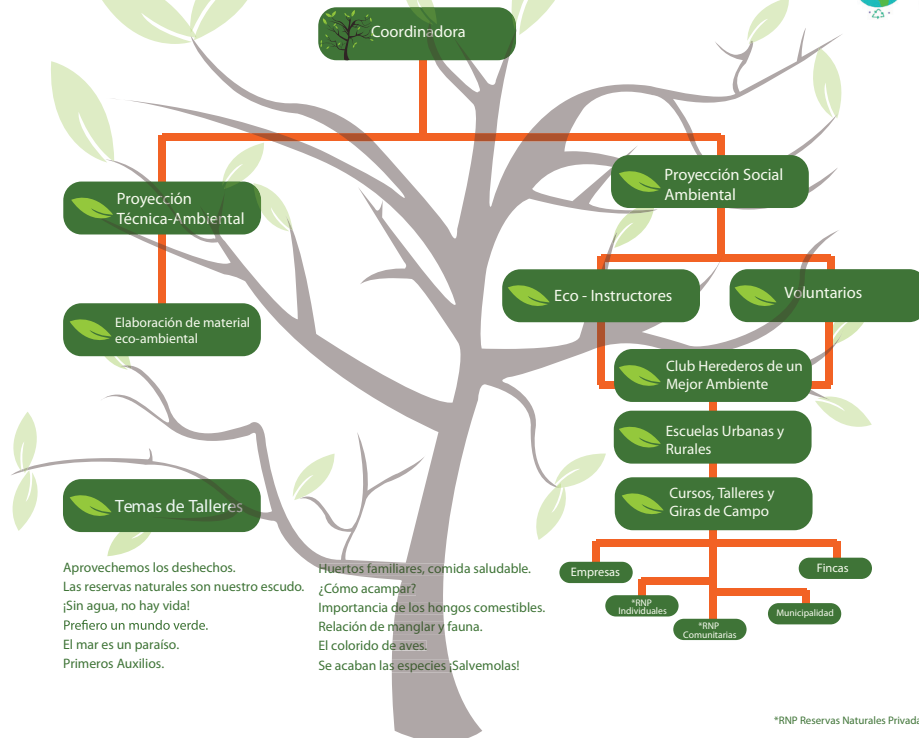 Coordinadora
Proyección
Técnica-Ambiental
Proyección Social
Ambiental
Elaboración de material
eco-ambiental
Eco - Instructores
Voluntarios
Club Herederos de un
Mejor Ambiente
Escuelas Urbanas y
Rurales
Cursos, Talleres y
Giras de Campo
Empresas
Fincas
*RNP
Individuales
*RNP
Comunitarias
Municipalidad
Temas de Talleres
Aprovechemos los deshechos.
Las reservas naturales son nuestro escudo.
¡Sin agua, no hay vida!
Prefiero un mundo verde.
El mar es un paraíso.
Primeros Auxilios.
Huertos familiares, comida saludable.
¿Cómo acampar?
Importancia de los hongos comestibles.
Relación de manglar y fauna.
El colorido de aves.
Se acaban las especies ¡Salvemolas!
*RNP Reservas Naturales Privada